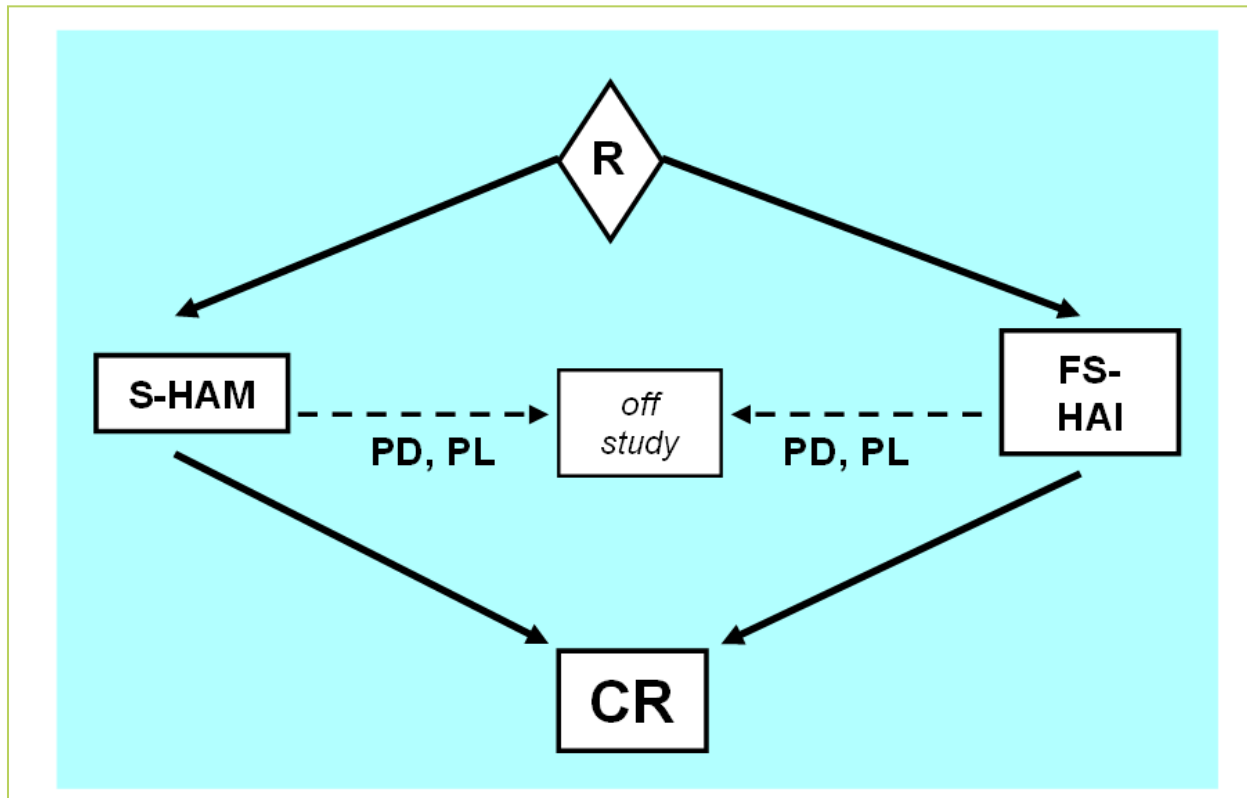 R
S-HAM
off
study
FS-
HAI
PD, PL
PD, PL
CR